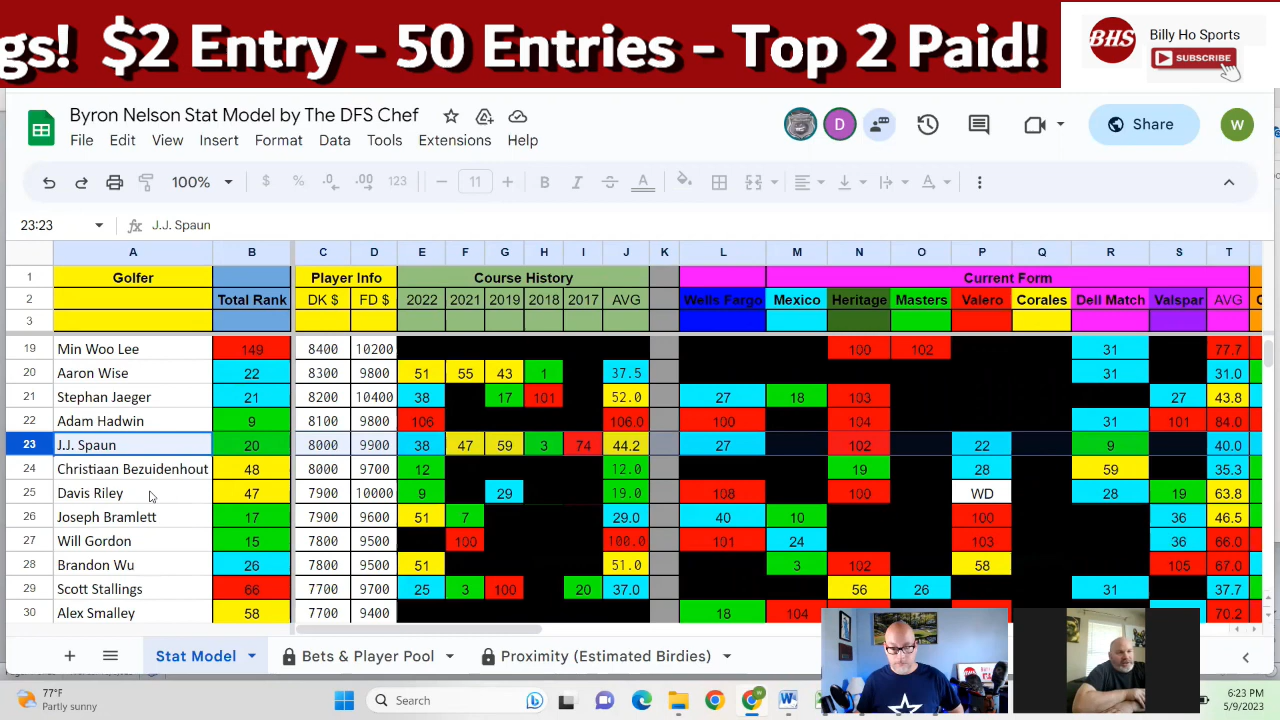 gs! $2 Entry - 50 Entries - Top 2 Paid!
BHS
Billy Ho Sports
SUBSCRIBE
Byron Nelson Stat Model by The DFS Chef
File Edit View Insert Format Data Tools Extensions Help
D
Share
W
100% $ % .0 .00 123 11 B I A
23:23 fx J.J. Spaun
A B C D E F G H I J K L M N O P Q R S T
1 Golfer Player Info Course History Current Form
2 Total Rank DK $ FD $ 2022 2021 2019 2018 2017 AVG Wells Fargo Mexico Heritage Masters Valero Corales Dell Match Valspar AVG
3
19 Min Woo Lee 149 8400 10200 100 102 31 77.7
20 Aaron Wise 22 8300 9800 51 55 43 1 37.5 31 31.0
21 Stephan Jaeger 21 8200 10400 38 17 101 52.0 27 18 103 27 43.8
22 Adam Hadwin 9 8100 9800 106 106.0 100 104 31 101 84.0
23 J.J. Spaun 20 8000 9900 38 47 59 3 74 44.2 27 102 22 9 40.0
24 Christiaan Bezuidenhout 48 8000 9700 12 12.0 19 28 59 35.3
25 Davis Riley 47 7900 10000 9 29 19.0 108 100 WD 28 19 63.8
26 Joseph Bramlett 17 7900 9600 51 7 29.0 40 10 100 36 46.5
27 Will Gordon 15 7800 9500 100 100.0 101 24 103 36 66.0
28 Brandon Wu 26 7800 9500 51 51.0 3 102 58 105 67.0
29 Scott Stallings 66 7700 9500 25 3 100 20 37.0 56 26 31 37.7
30 Alex Smalley 58 7700 9400 18 104 70.2
Stat Model Bets & Player Pool Proximity (Estimated Birdies)
77°F
Partly sunny
Search
6:23 PM
5/9/2023